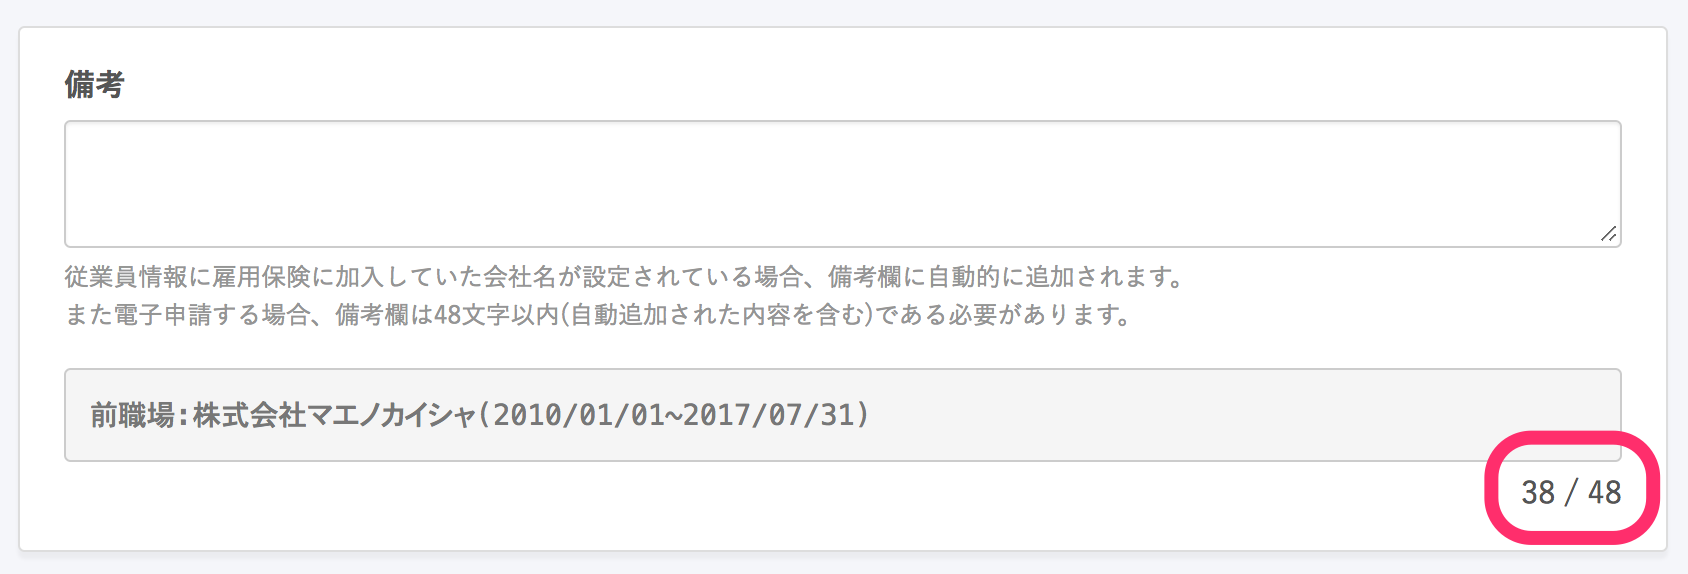 備考
従業員情報に雇用保険に加入していた会社名が設定されている場合、備考欄に自動的に追加されます。
また電子申請する場合、備考欄は48文字以内(自動追加された内容を含む)である必要があります。
前職場:株式会社マエノカイシャ(2010/01/01~2017/07/31)
38 / 48